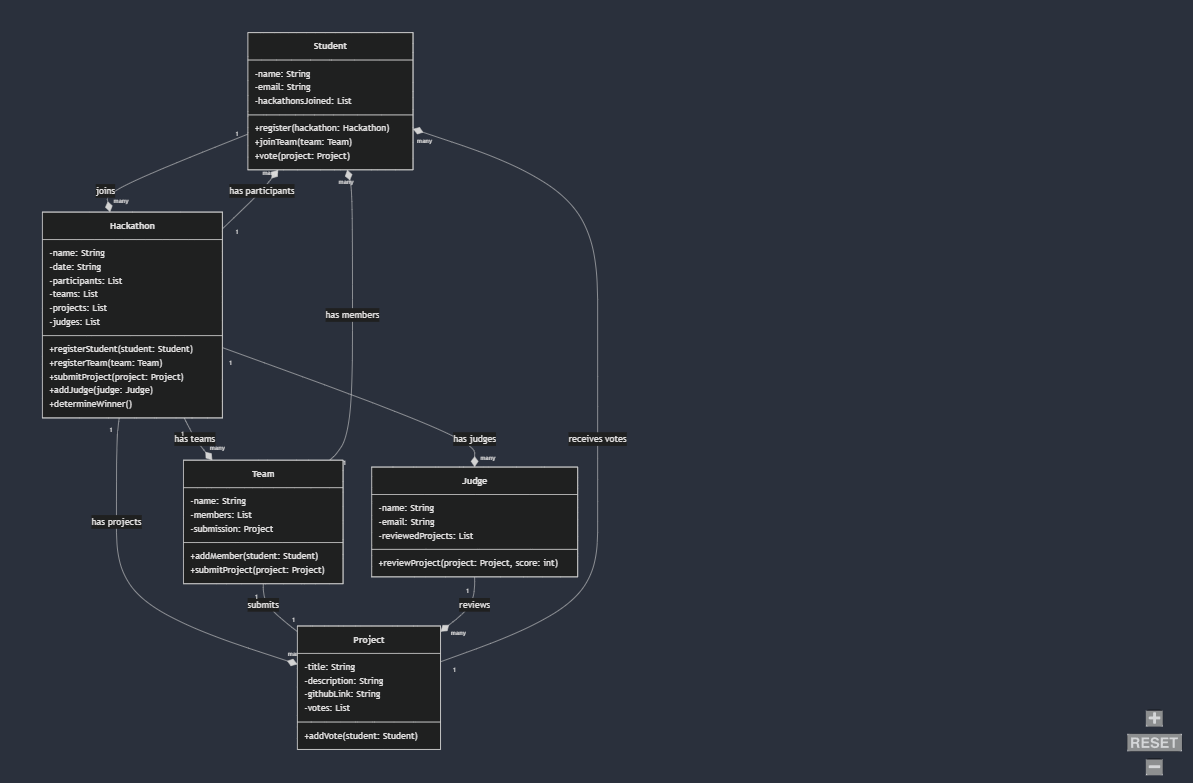 Student
-name: String
-email: String
-hackathonsJoined: List
+register(hackathon: Hackathon)
+joinTeam(team: Team)
+vote(project: Project)
1
many
many
many
joins
has participants
many
1
Hackathon
-name: String
-date: String
-participants: List
-teams: List
-projects: List
-judges: List
+registerStudent(student: Student)
+registerTeam(team: Team)
+submitProject(project: Project)
+addJudge(judge: Judge)
+determineWinner()
has members
1
1
1
has teams
many
has judges
many
receives votes
1
Team
-name: String
-members: List
-submission: Project
+addMember(student: Student)
+submitProject(project: Project)
Judge
-name: String
-email: String
-reviewedProjects: List
+reviewProject(project: Project, score: int)
has projects
1
submits
1
1
reviews
many
many
1
Project
-title: String
-description: String
-githubLink: String
-votes: List
+addVote(student: Student)
+
RESET
-